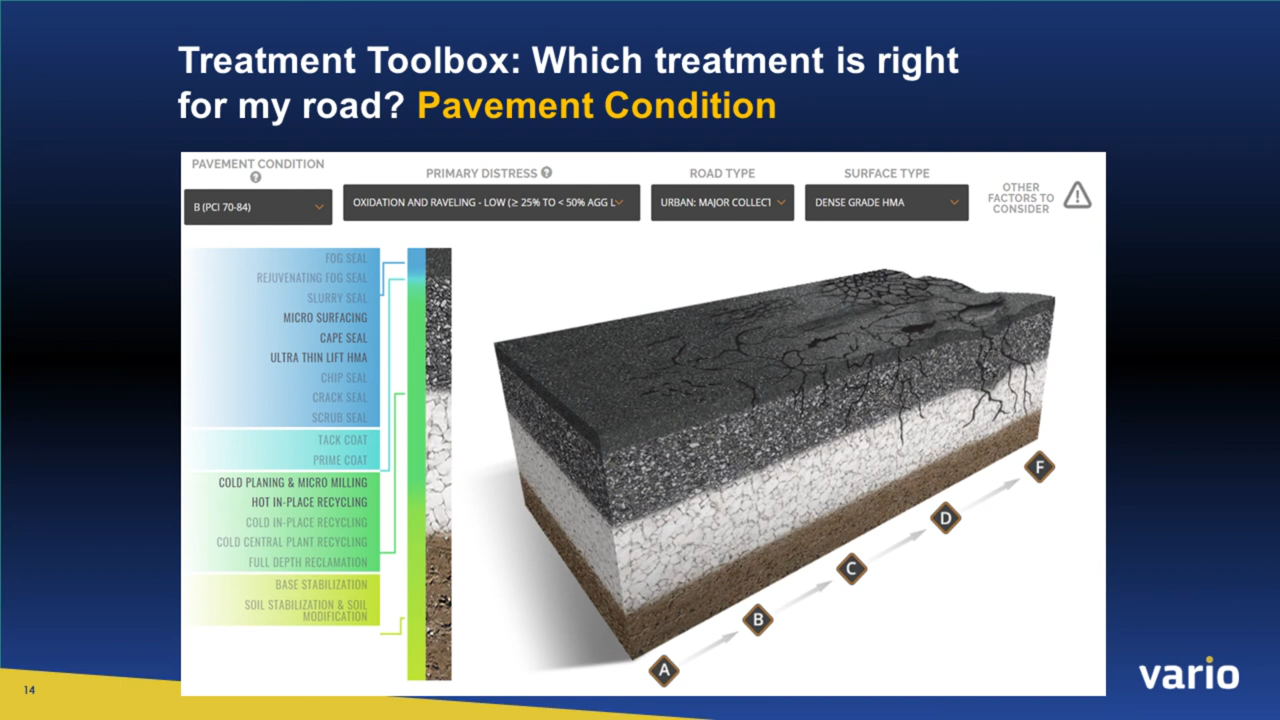 Treatment Toolbox: Which treatment is right
for my road? Pavement Condition
PAVEMENT CONDITION
?
PRIMARY DISTRESS ?
ROAD TYPE
SURFACE TYPE
OTHER
FACTORS TO
CONSIDER
B (PCI 70-84)
OXIDATION AND RAVELING - LOW (≥ 25% TO < 50% AGG L
URBAN: MAJOR COLLECT
DENSE GRADE HMA
FOG SEAL
REJUVENATING FOG SEAL
SLURRY SEAL
MICRO SURFACING
CAPE SEAL
ULTRA THIN LIFT HMA
CHIP SEAL
CRACK SEAL
SCRUB SEAL
TACK COAT
PRIME COAT
COLD PLANING & MICRO MILLING
HOT IN-PLACE RECYCLING
COLD IN-PLACE RECYCLING
COLD CENTRAL PLANT RECYCLING
FULL DEPTH RECLAMATION
BASE STABILIZATION
SOIL STABILIZATION & SOIL
MODIFICATION
A
B
C
D
F
14
vario